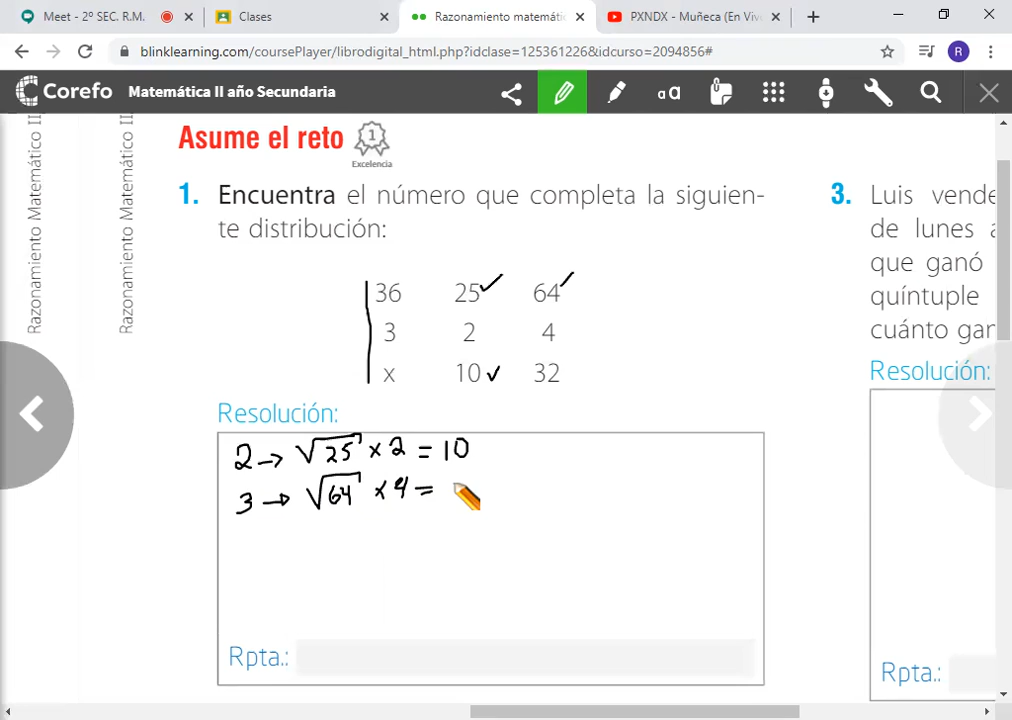 Meet - 2º SEC. R.M.
Clases
Razonamiento matemáti
PXNDX - Muñeca (En Viv
blinklearning.com/coursePlayer/librodigital_html.php?idclase=125361226&idcurso=2094856#
R
Corefo
Matemática II año Secundaria
aA
Razonamiento Matemático II
Razonamiento Matemático II
Asume el reto
1
Excelencia
1. Encuentra el número que completa la siguien-
te distribución:
36 25 64
3 2 4
x 10 32
Resolución:
2 → √25 × 2 = 10
3 → √64 × 4 =
Rpta.:
3. Luis vende
de lunes a
que ganó
quíntuple
cuánto gan
Resolución:
Rpta.: